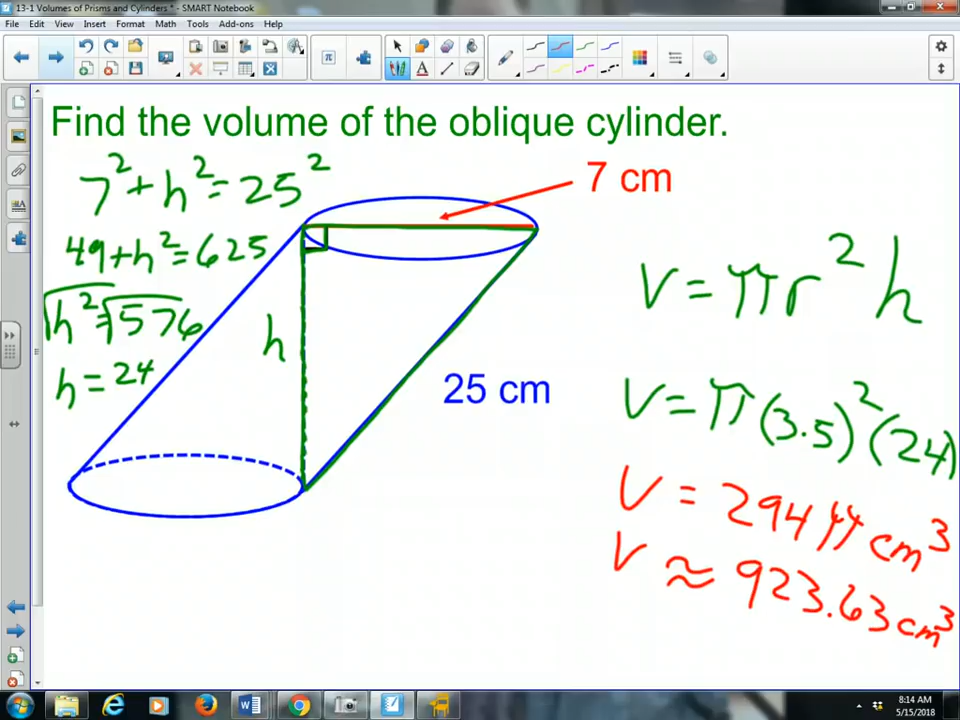 13-1 Volumes of Prisms and Cylinders * - SMART Notebook
File Edit View Insert Format Math Tools Add-ons Help
Find the volume of the oblique cylinder.
7² + h² = 25²
7 cm
49 + h² = 625
√h² = √576
h = 24
h
25 cm
V = πr²h
V = π(3.5)²(24)
V = 294π cm³
V ≈ 923.63 cm³
8:14 AM
5/15/2018